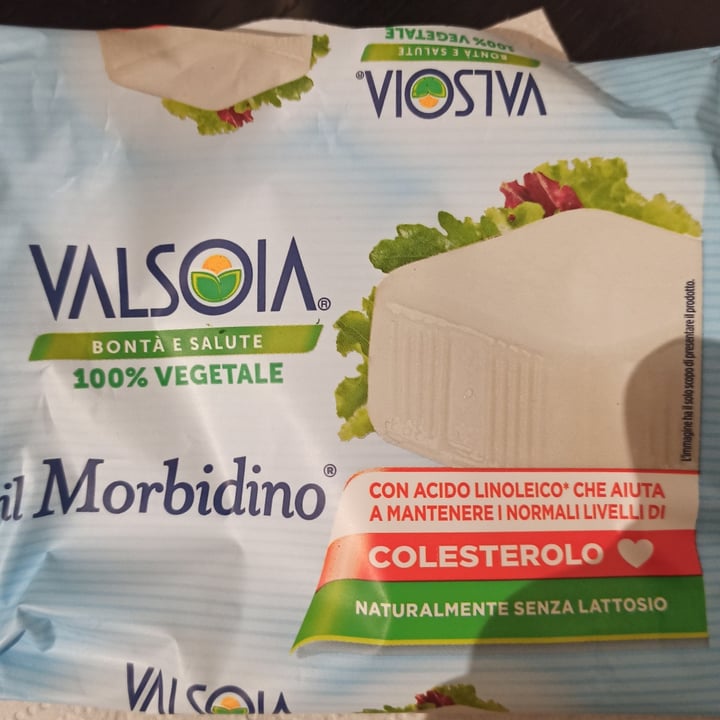 100% VEGETALE
BONTÀ E SALUTE
VALSOIA®
VALSOIA®
BONTÀ E SALUTE
100% VEGETALE
il Morbidino®
L'immagine ha il solo scopo di presentare il prodotto.
CON ACIDO LINOLEICO* CHE AIUTA
A MANTENERE I NORMALI LIVELLI DI
COLESTEROLO
NATURALMENTE SENZA LATTOSIO
VALSOIA